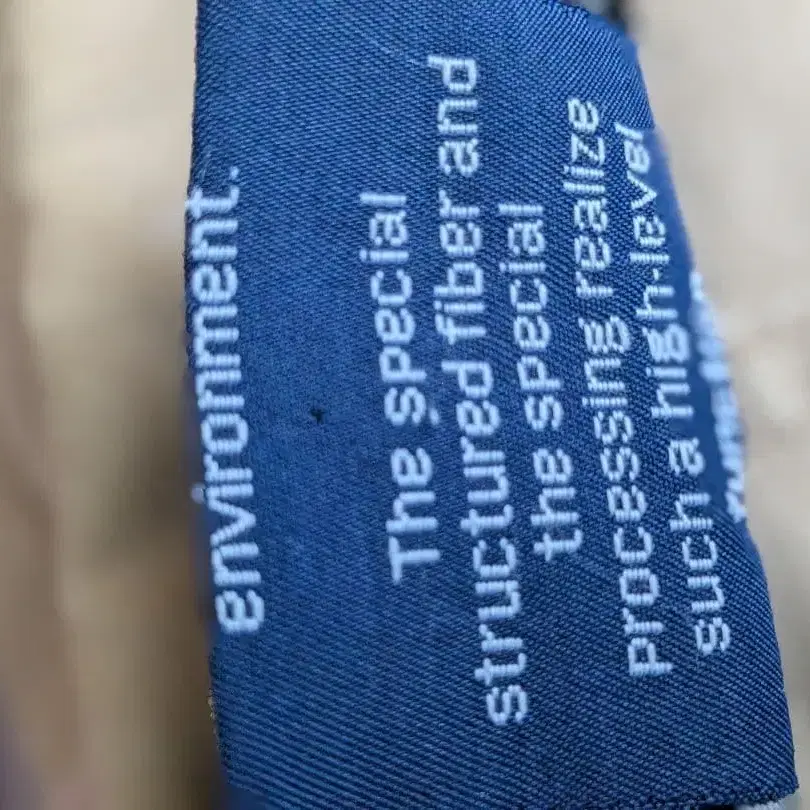 environment.
The special
structured fiber and
the special
processing realize
such a high-level